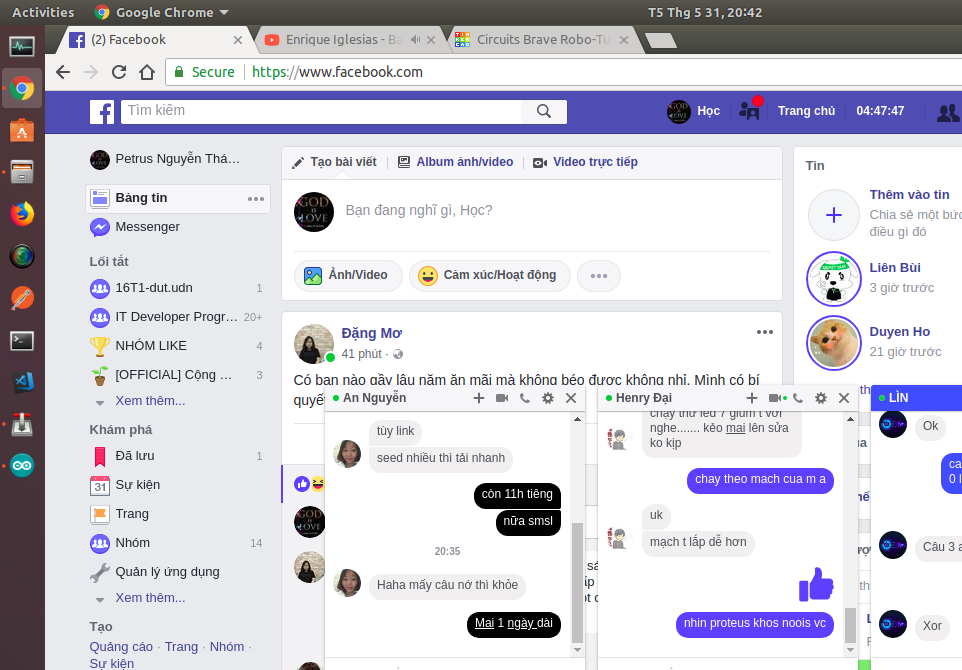 Activities
Google Chrome
T5 Thg 5 31, 20:42
(2) Facebook
Enrique Iglesias - Ba
Circuits Brave Robo-Tu
Secure
https://www.facebook.com
Tìm kiếm
Học
Trang chủ
04:47:47
Petrus Nguyễn Thá...
Bảng tin
Messenger
Lối tắt
16T1-dut.udn 1
IT Developer Progr... 20+
NHÓM LIKE 4
[OFFICIAL] Cộng ... 3
Xem thêm...
Khám phá
Đã lưu 1
31 Sự kiện
Trang
Nhóm 14
Quản lý ứng dụng
Xem thêm...
Tạo
Quảng cáo · Trang · Nhóm ·
Sự kiện
Tạo bài viết
Album ảnh/video
Video trực tiếp
GOD IS LOVE
Bạn đang nghĩ gì, Học?
Ảnh/Video
Cảm xúc/Hoạt động
Đặng Mơ
41 phút ·
Có bạn nào gầy lâu năm ăn mãi mà không béo được không nhỉ. Mình có bí
quyết
Tin
Thêm vào tin
Chia sẻ một bức
điều gì đó
Liên Bùi
3 giờ trước
Duyen Ho
21 giờ trước
An Nguyễn
tùy link
seed nhiều thì tải nhanh
còn 11h tiêng
nữa smsl
20:35
Haha mấy câu nớ thì khỏe
Mai 1 ngày dài
Henry Đại
chạy thử led 7 giùm t với
nghe....... kẻo mai lên sửa
ko kịp
chay theo mach cua m a
uk
mạch t lắp dễ hơn
nhin proteus khos noois vc
LÌN
Ok
ca
0 l
Câu 3 a
Xor